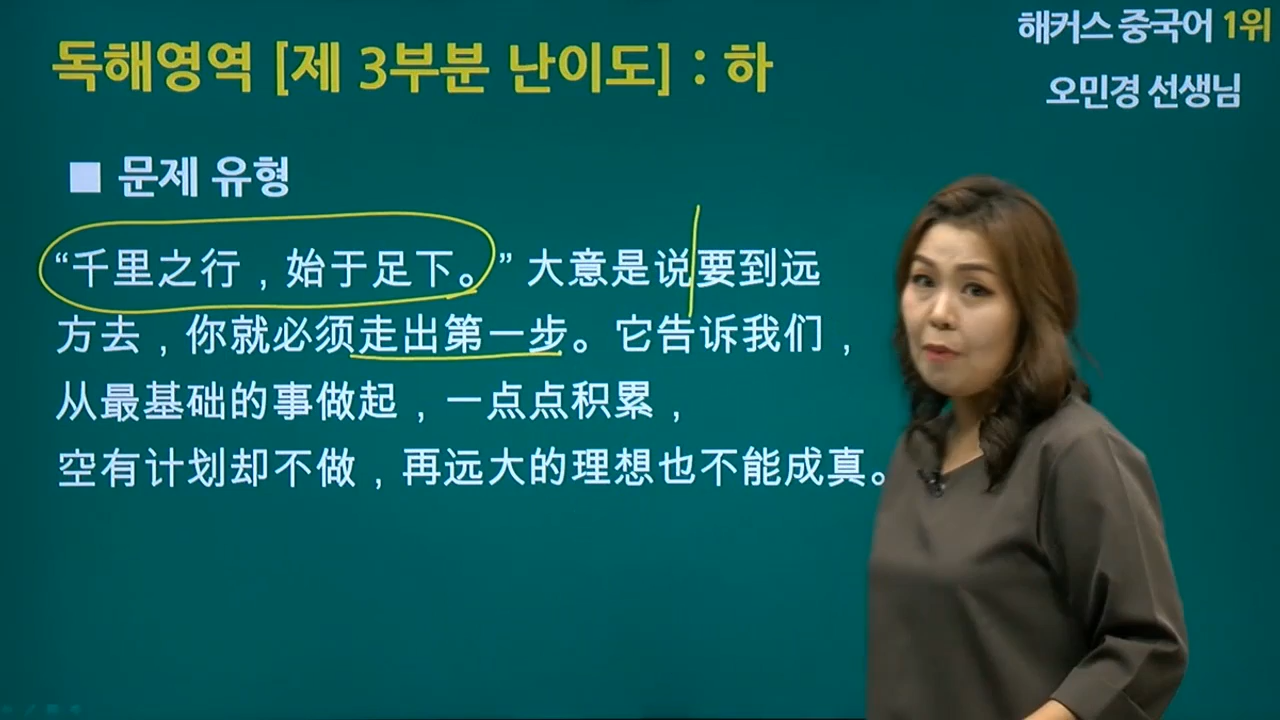 해커스 중국어 1위
오민경 선생님
독해영역 [제 3부분 난이도] : 하
■ 문제 유형
“千里之行，始于足下。” 大意是说要到远
方去，你就必须走出第一步。它告诉我们，
从最基础的事做起，一点点积累，
空有计划却不做，再远大的理想也不能成真。